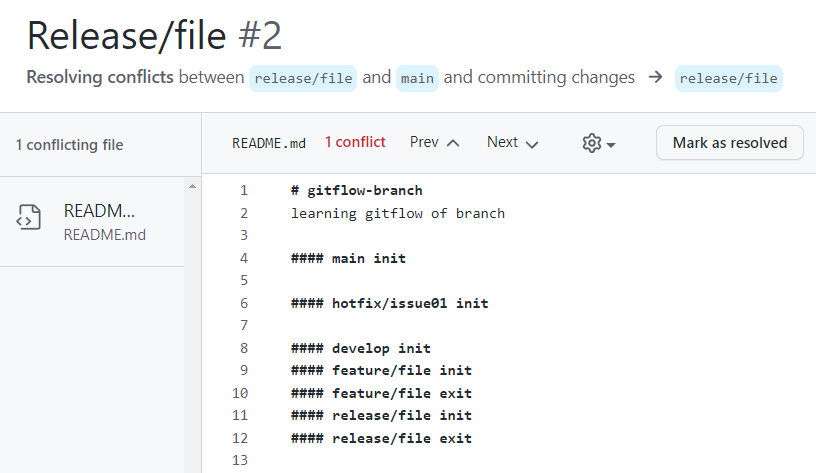 Release/file #2
Resolving conflicts between release/file and main and committing changes → release/file
1 conflicting file
READM...
README.md
README.md 1 conflict Prev Next Mark as resolved
1 # gitflow-branch
2 learning gitflow of branch
3
4 #### main init
5
6 #### hotfix/issue01 init
7
8 #### develop init
9 #### feature/file init
10 #### feature/file exit
11 #### release/file init
12 #### release/file exit
13